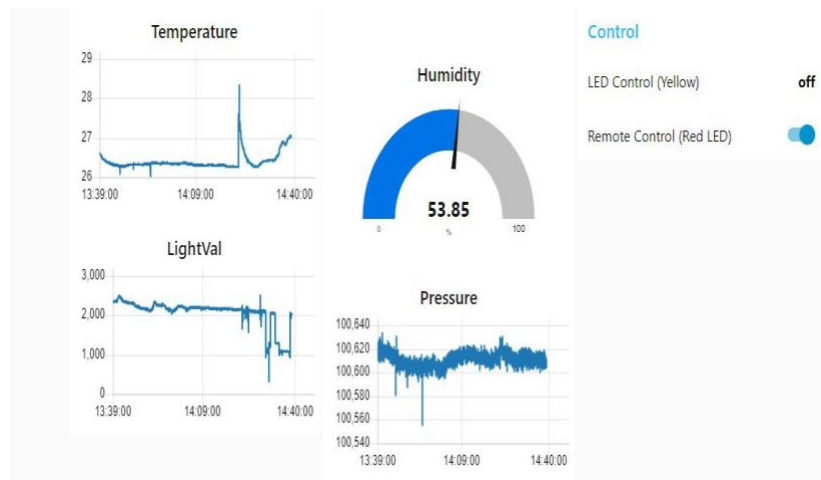 Temperature
29
28
27
26
13:39:00 14:09:00 14:40:00
LightVal
3,000
2,000
1,000
0
13:39:00 14:09:00 14:40:00
Humidity
53.85
0 % 100
Pressure
100,640
100,620
100,600
100,580
100,560
100,540
13:39:00 14:09:00 14:40:00
Control
LED Control (Yellow) off
Remote Control (Red LED)